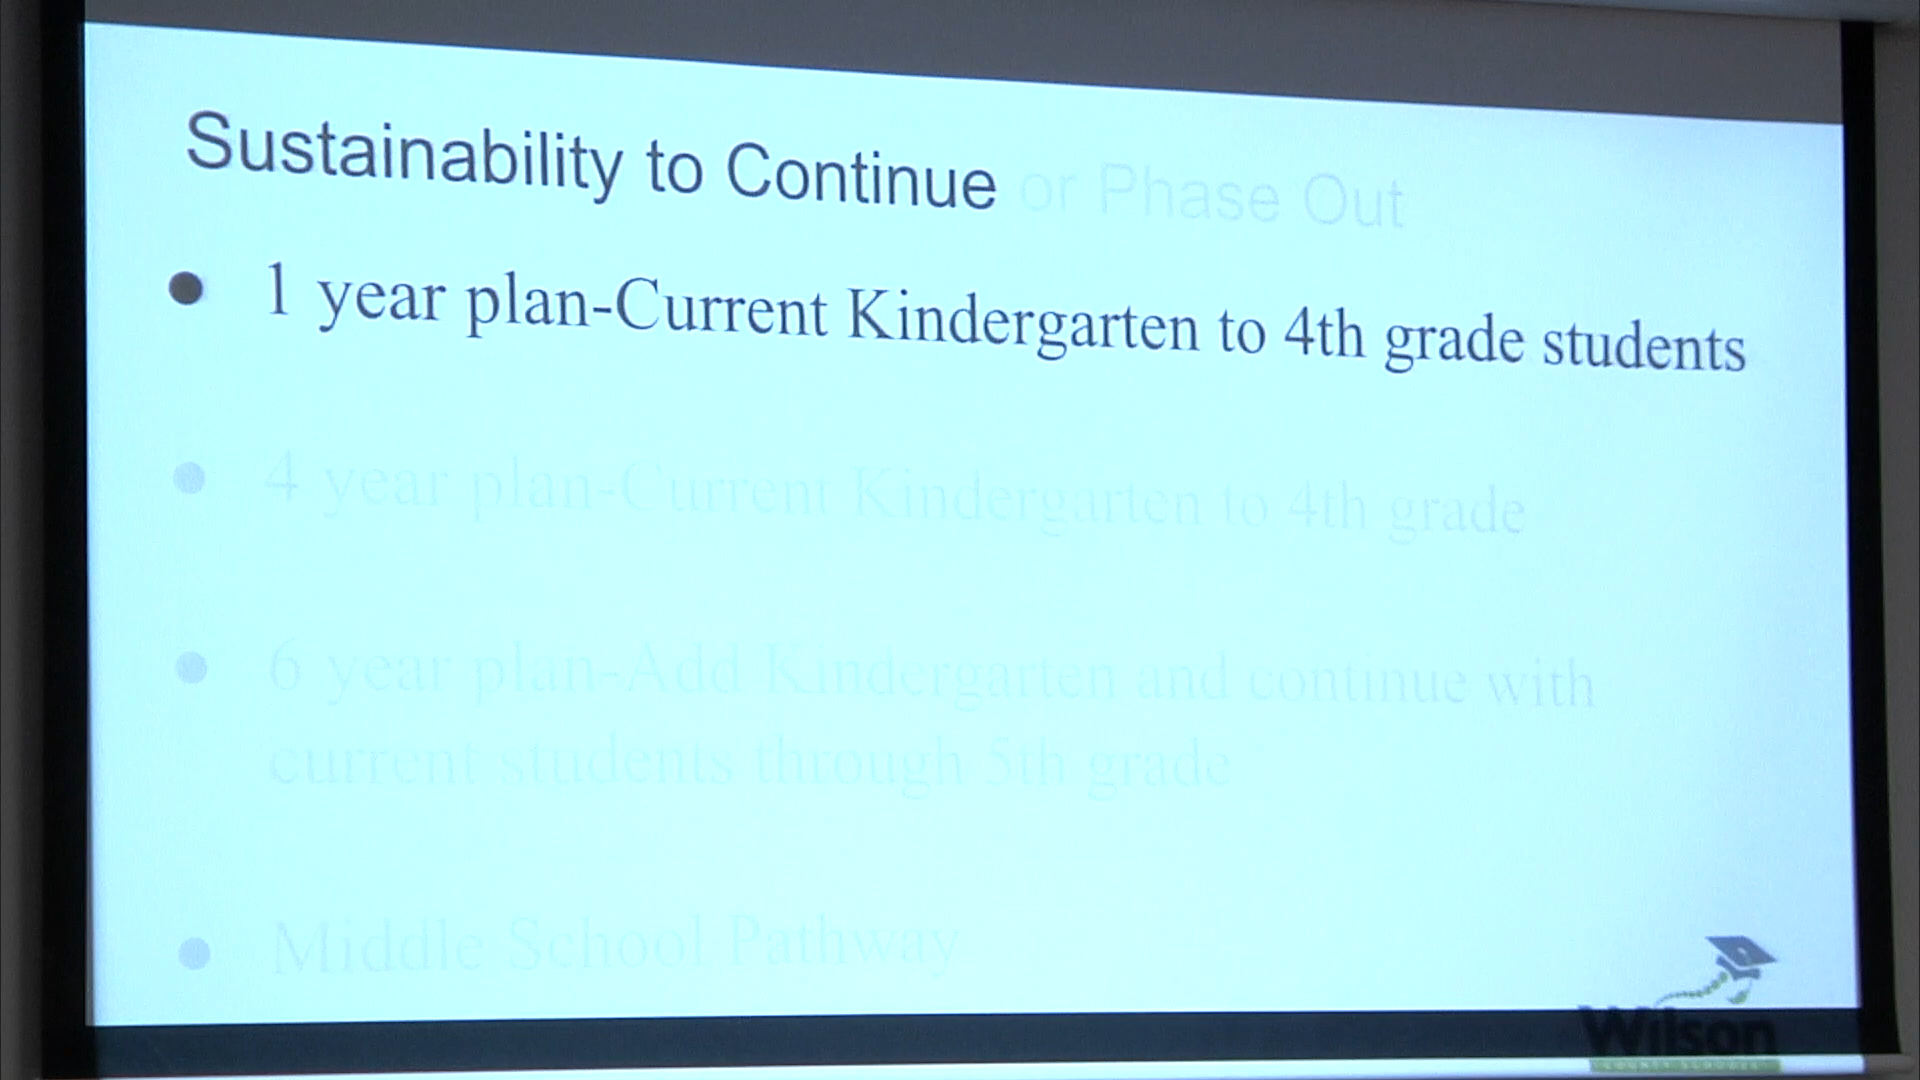 Sustainability to Continue or Phase Out
● 1 year plan-Current Kindergarten to 4th grade students
● 4 year plan-Current Kindergarten to 4th grade
● 6 year plan-Add Kindergarten and continue with
current students through 5th grade
● Middle School Pathway
Wilson
COUNTY SCHOOLS